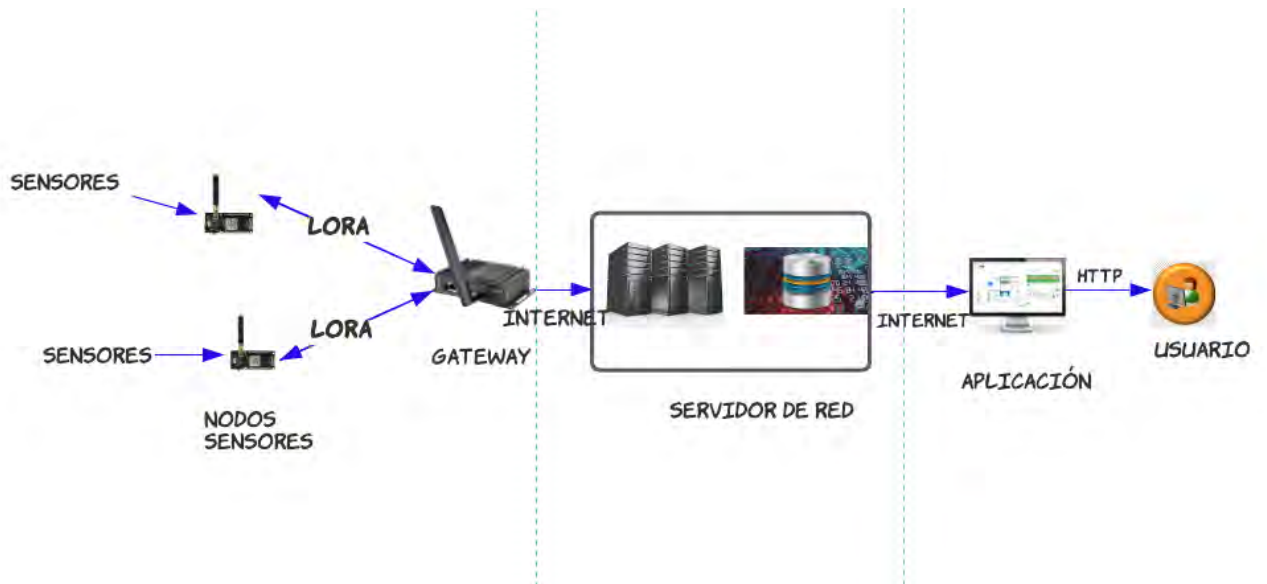 SENSORES
LORA
SENSORES
LORA
NODOS
SENSORES
GATEWAY
INTERNET
SERVIDOR DE RED
INTERNET
APLICACIÓN
HTTP
USUARIO